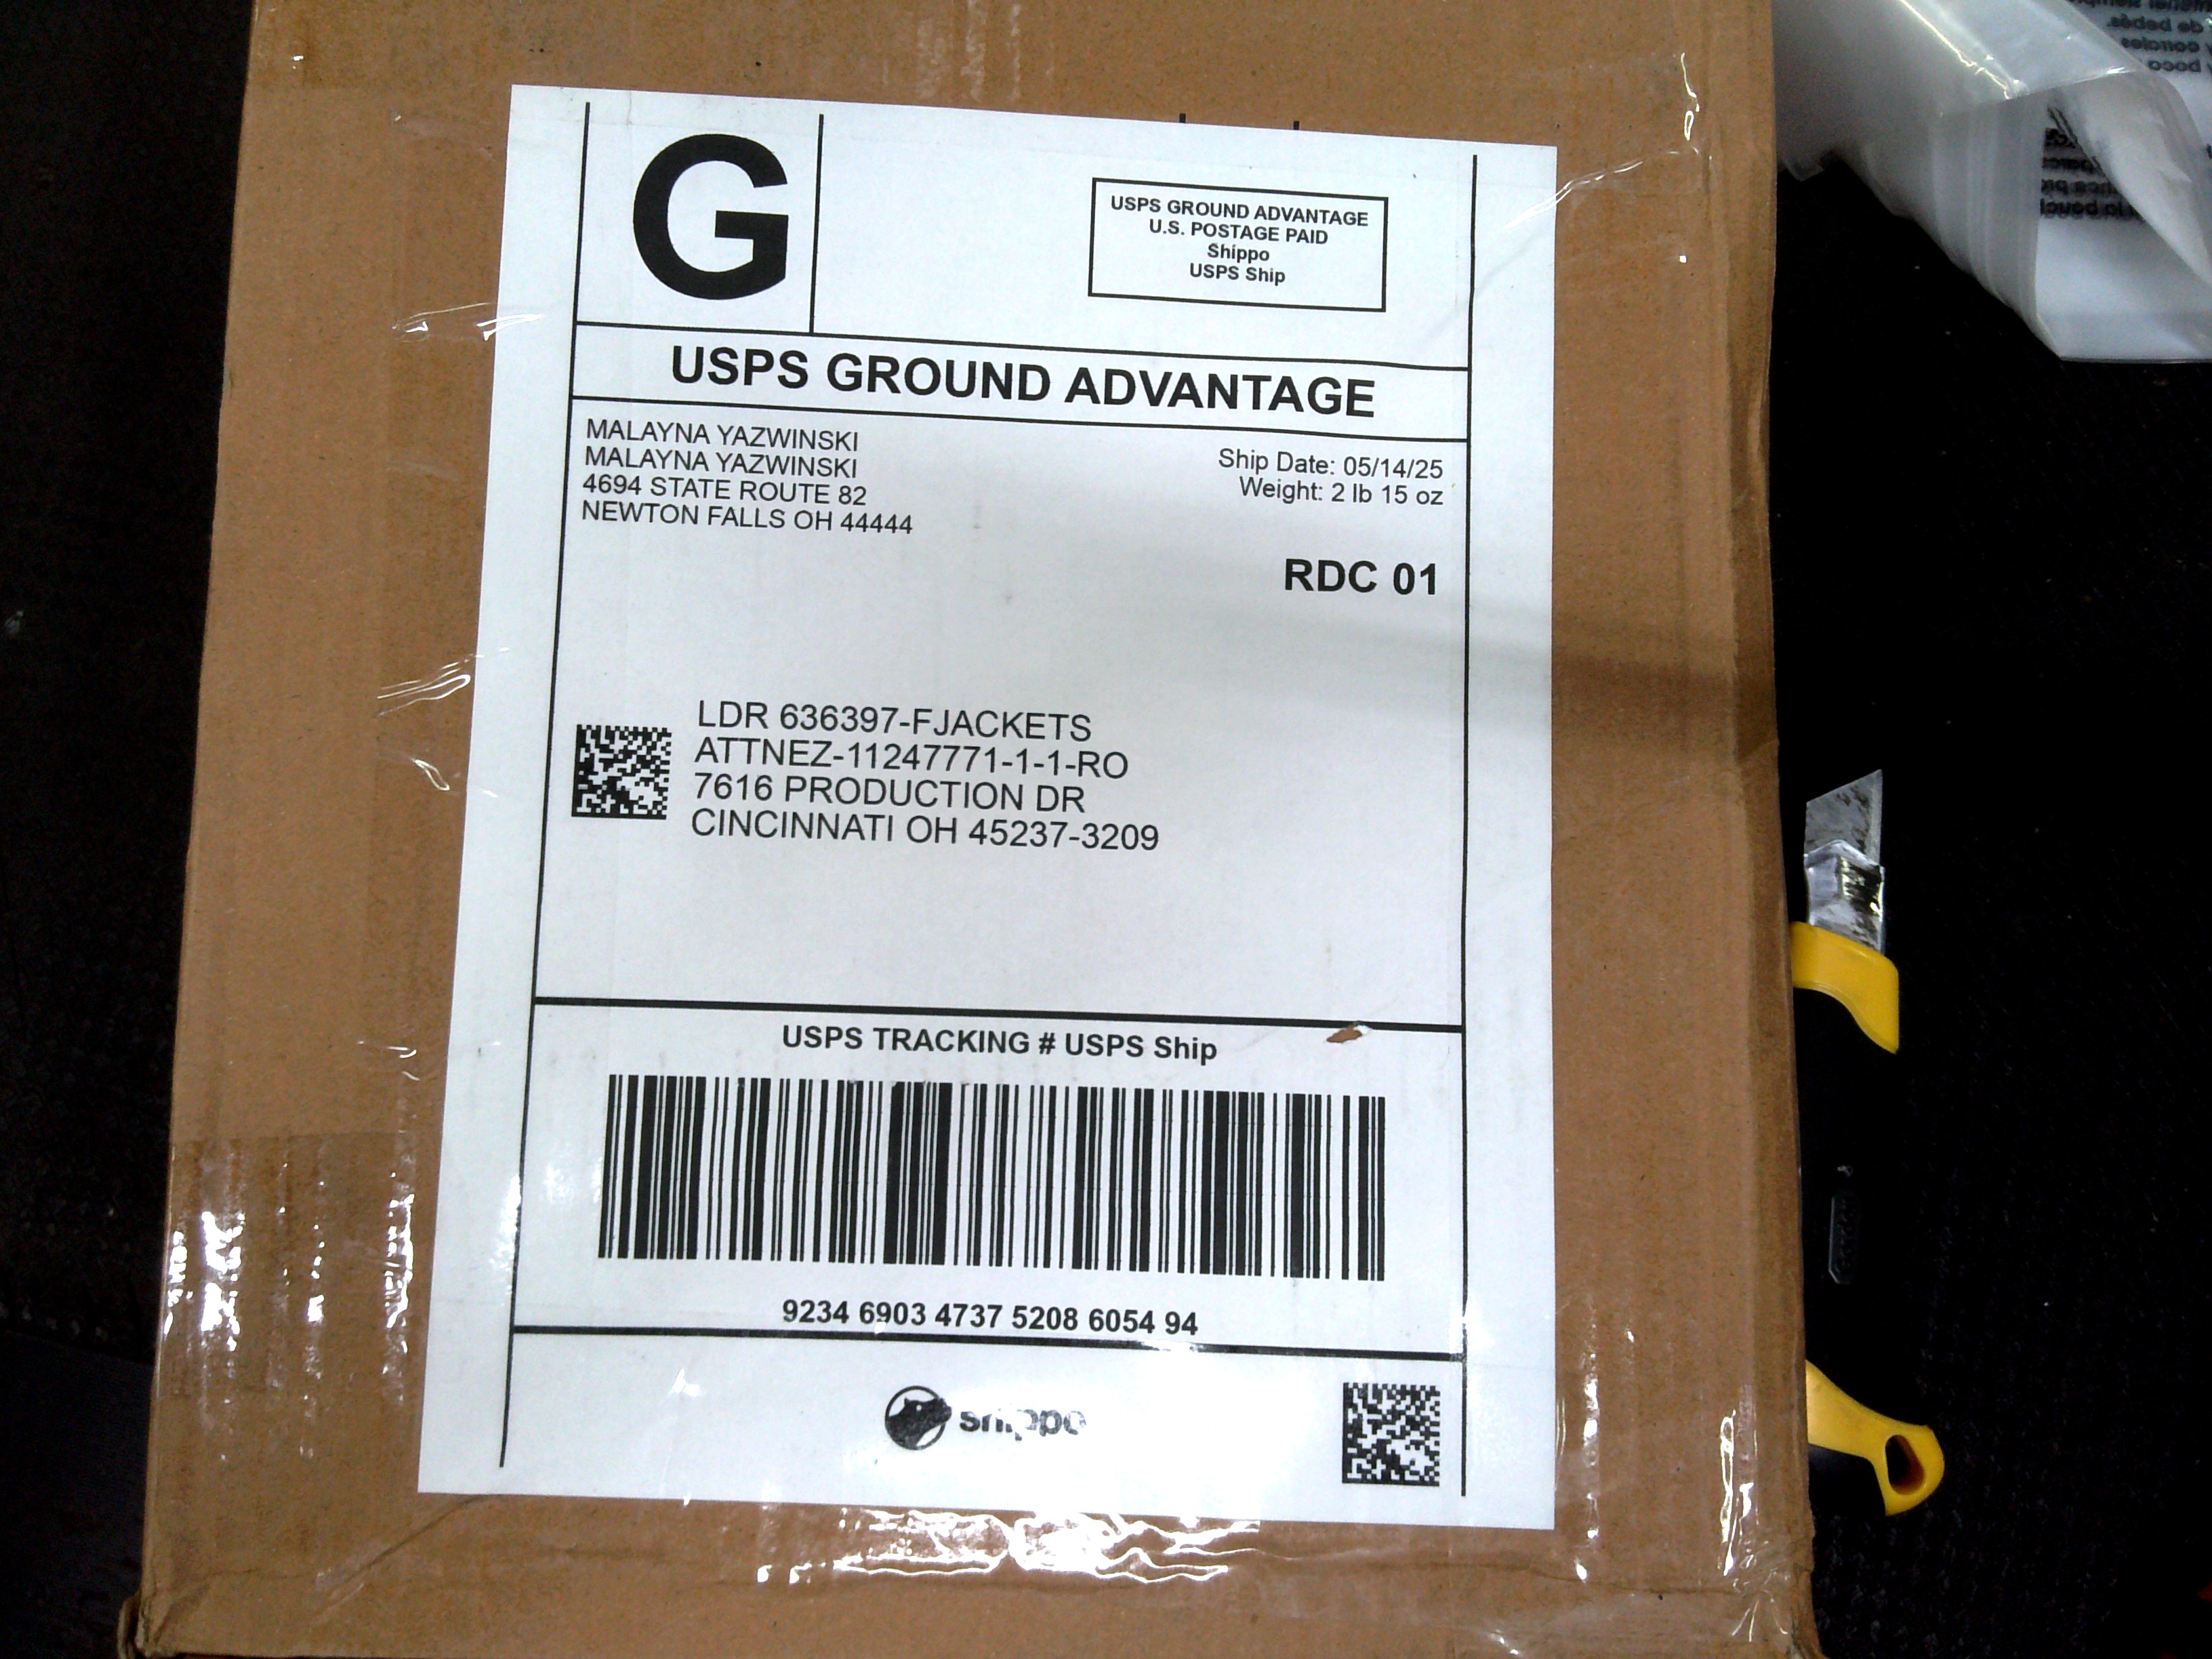 G
USPS GROUND ADVANTAGE
U.S. POSTAGE PAID
Shippo
USPS Ship
USPS GROUND ADVANTAGE
MALAYNA YAZWINSKI
MALAYNA YAZWINSKI
4694 STATE ROUTE 82
NEWTON FALLS OH 44444
Ship Date: 05/14/25
Weight: 2 lb 15 oz
RDC 01
LDR 636397-FJACKETS
ATTNEZ-11247771-1-1-RO
7616 PRODUCTION DR
CINCINNATI OH 45237-3209
USPS TRACKING # USPS Ship
9234 6903 4737 5208 6054 94
shippo